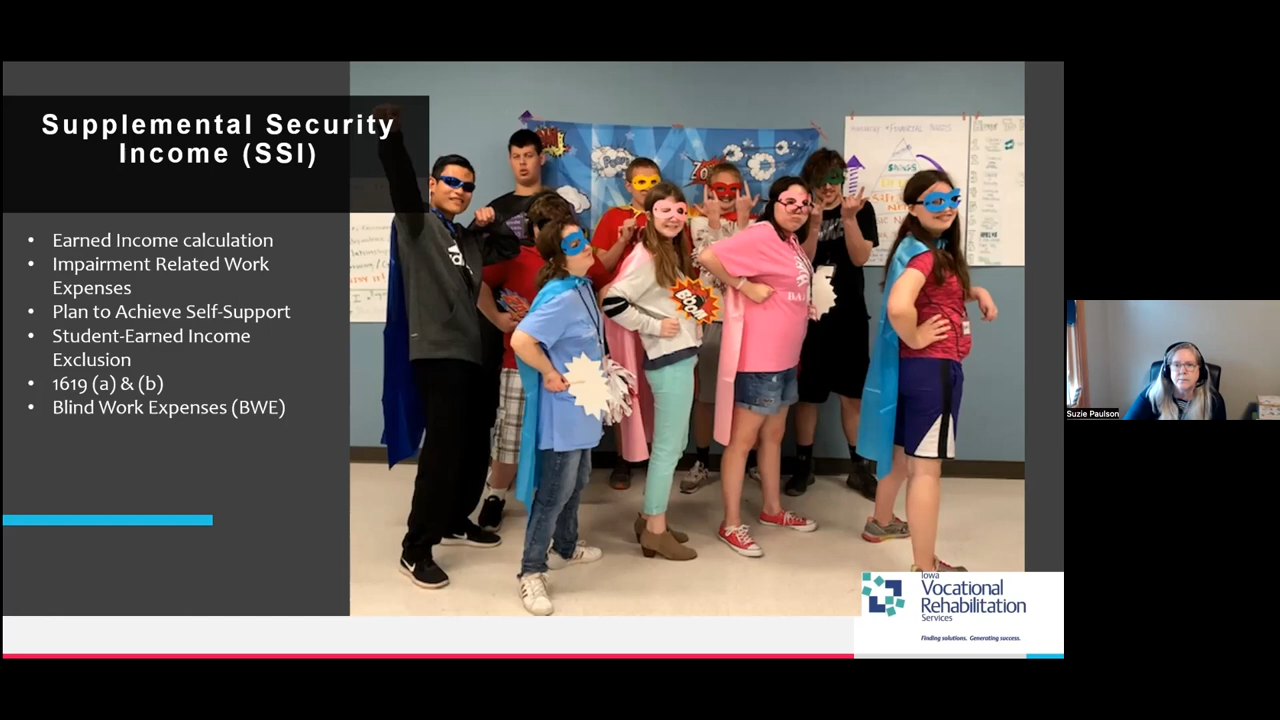 Supplemental Security
Income (SSI)
• Earned Income calculation
• Impairment Related Work
Expenses
• Plan to Achieve Self-Support
• Student-Earned Income
Exclusion
• 1619 (a) & (b)
• Blind Work Expenses (BWE)
BOOM
Iowa
Vocational
Rehabilitation
Services
Finding solutions. Generating success.
Suzie Paulson